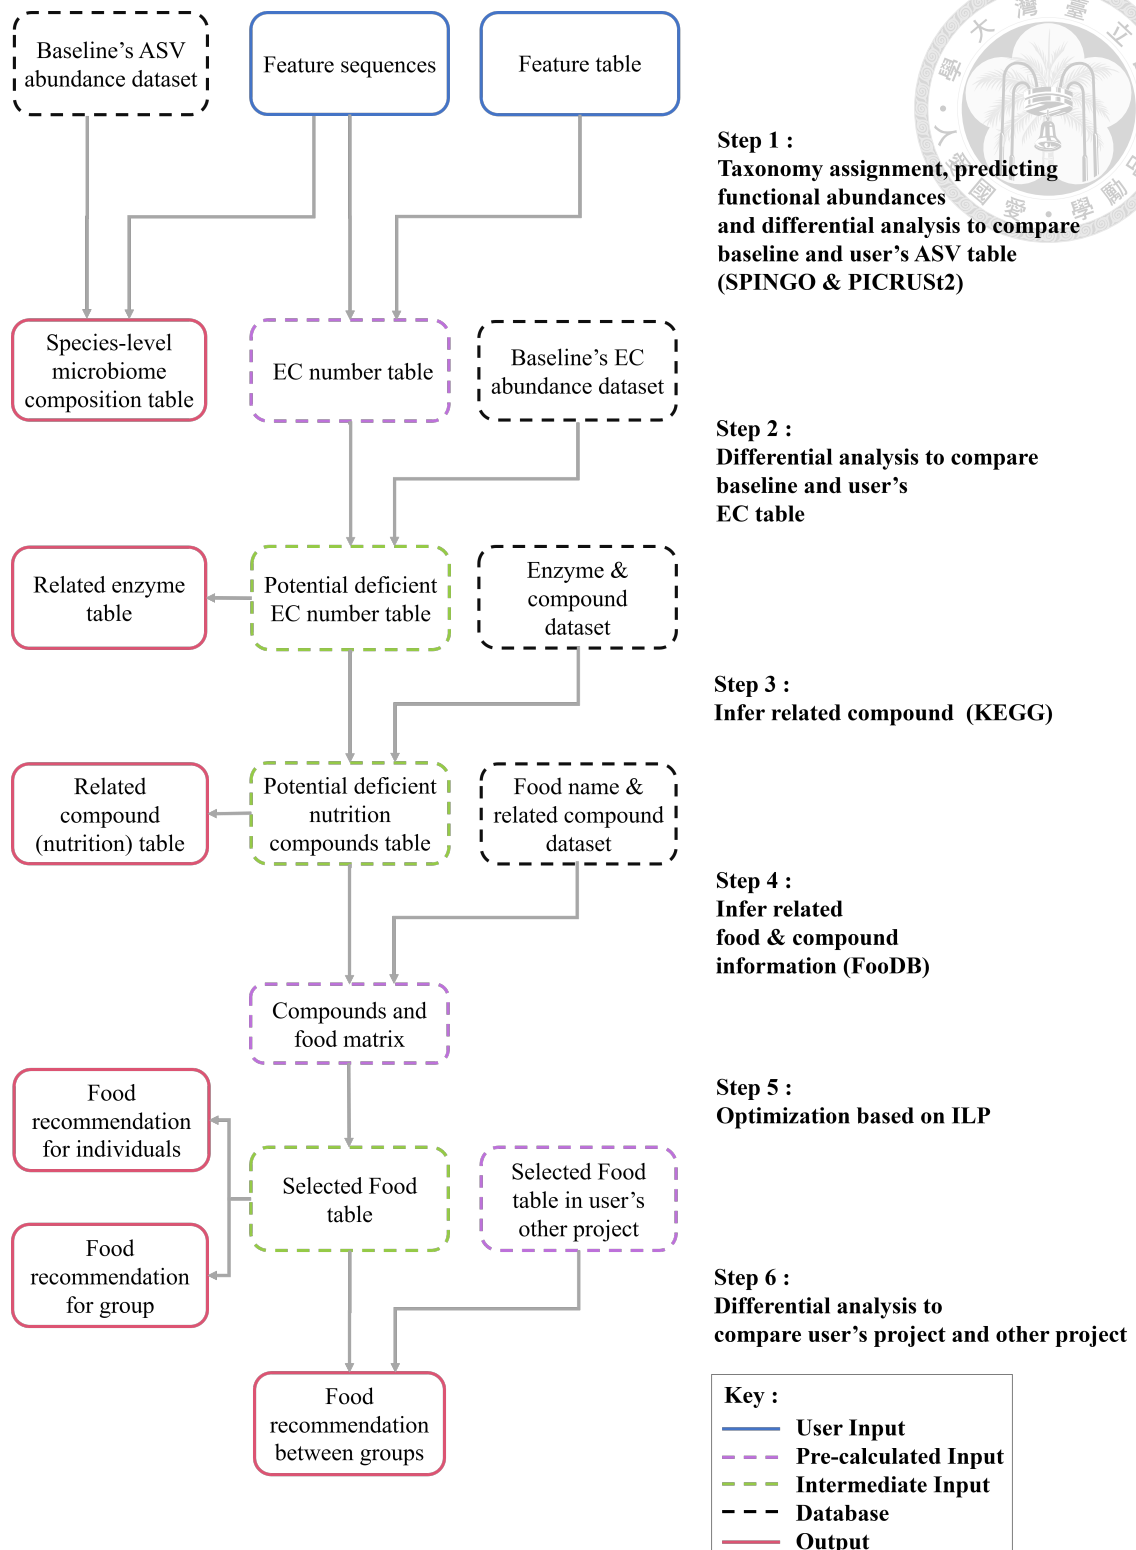 Baseline's ASV
abundance dataset
Feature sequences
Feature table
Step 1 :
Taxonomy assignment, predicting
functional abundances
and differential analysis to compare
baseline and user's ASV table
(SPINGO & PICRUSt2)
Species-level
microbiome
composition table
EC number table
Baseline's EC
abundance dataset
Step 2 :
Differential analysis to compare
baseline and user's
EC table
Related enzyme
table
Potential deficient
EC number table
Enzyme &
compound
dataset
Step 3 :
Infer related compound  (KEGG)
Related
compound
(nutrition) table
Potential deficient
nutrition
compounds table
Food name &
related compound
dataset
Step 4 :
Infer related
food & compound
information (FooDB)
Compounds and
food matrix
Step 5 :
Optimization based on ILP
Food
recommendation
for individuals
Selected Food
table
Selected Food
table in user's
other project
Food
recommendation
for group
Step 6 :
Differential analysis to
compare user's project and other project
Food
recommendation
between groups
Key :
User Input
Pre-calculated Input
Intermediate Input
Database
Output